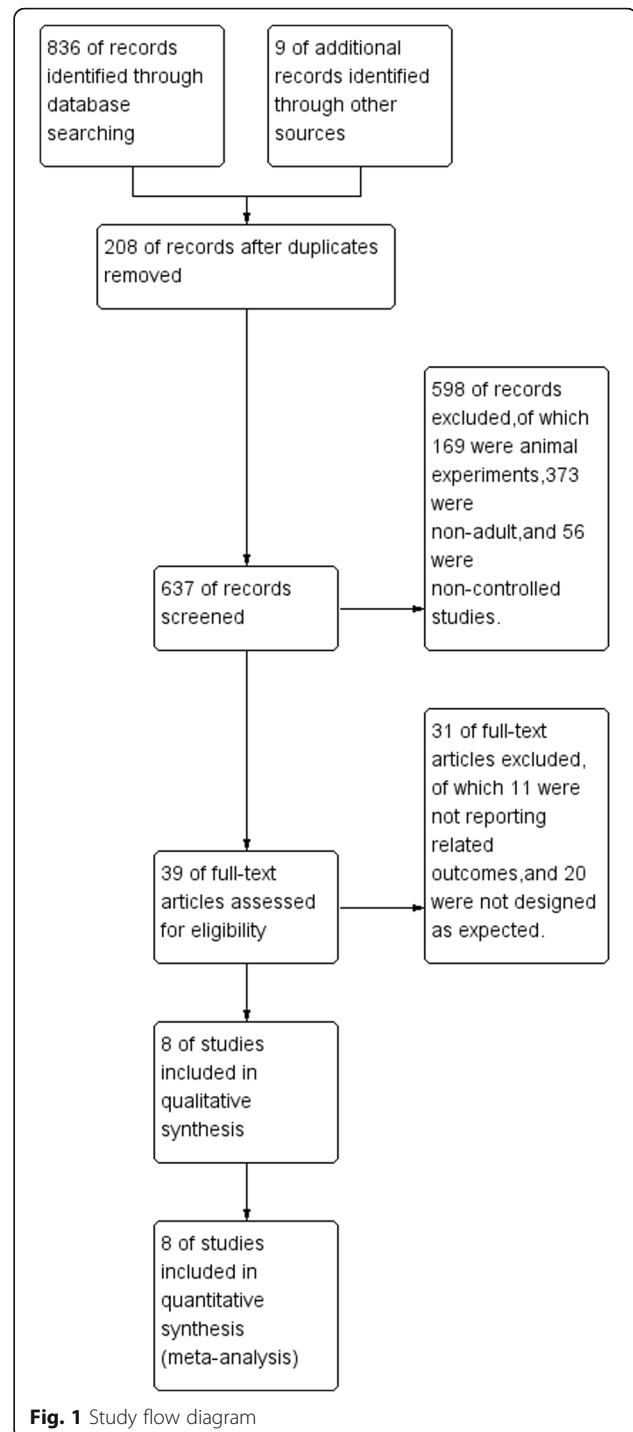 836 of records
identified through
database
searching
9 of additional
records identified
through other
sources
208 of records after duplicates
removed
598 of records
excluded,of which
169 were animal
experiments,373
were
non-adult,and 56
were
non-controlled
studies.
637 of records
screened
31 of full-text
articles excluded,
of which 11 were
not reporting
related
outcomes,and 20
were not designed
as expected.
39 of full-text
articles assessed
for eligibility
8 of studies
included in
qualitative
synthesis
8 of studies
included in
quantitative
synthesis
(meta-analysis)
Fig. 1 Study flow diagram